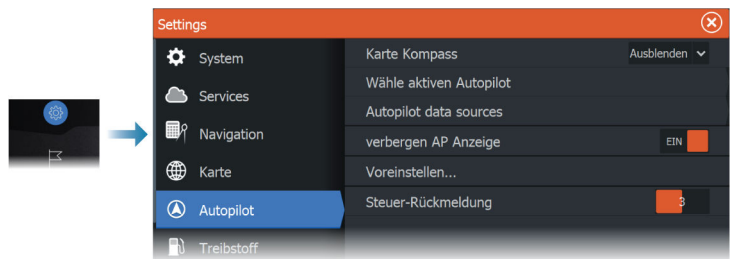 Settings
System
Services
Navigation
Karte
Autopilot
Treibstoff
Karte Kompass Ausblenden
Wähle aktiven Autopilot
Autopilot data sources
verbergen AP Anzeige EIN
Voreinstellen...
Steuer-Rückmeldung 3